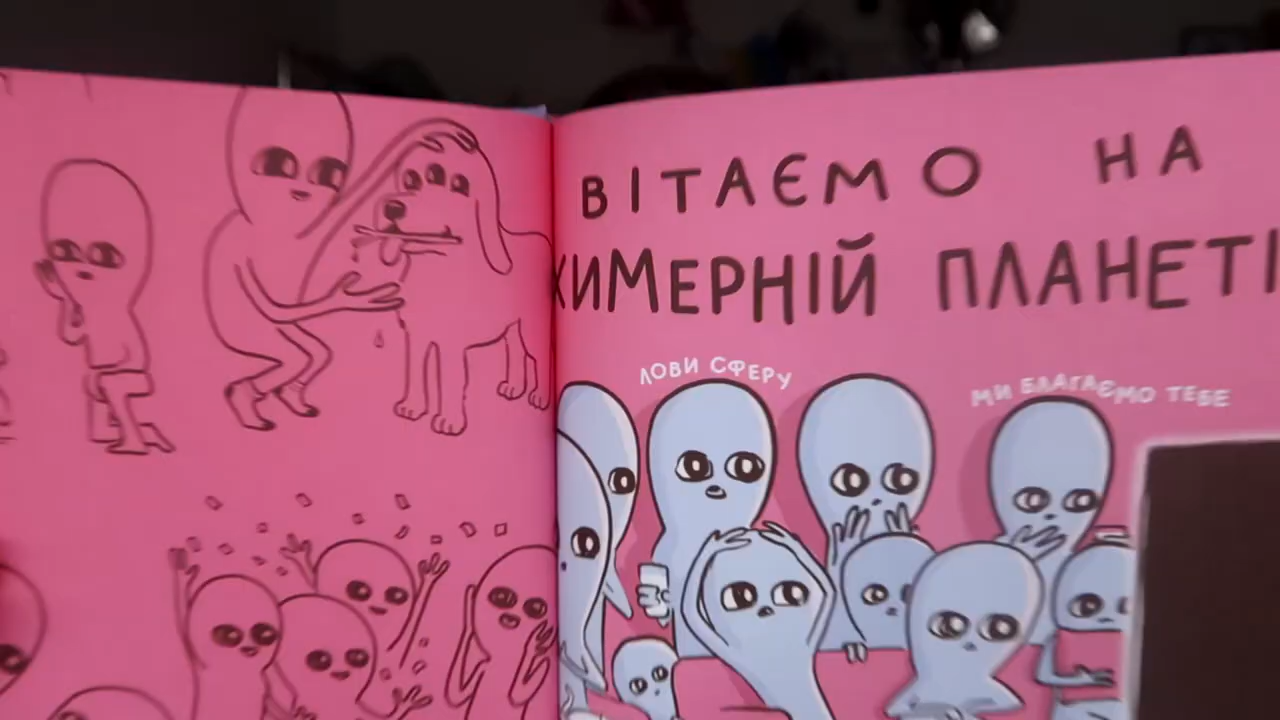 ВІТАЄМО НА
ХИМЕРНІЙ ПЛАНЕТІ
ЛОВИ СФЕРУ
МИ БЛАГАЄМО ТЕБЕ